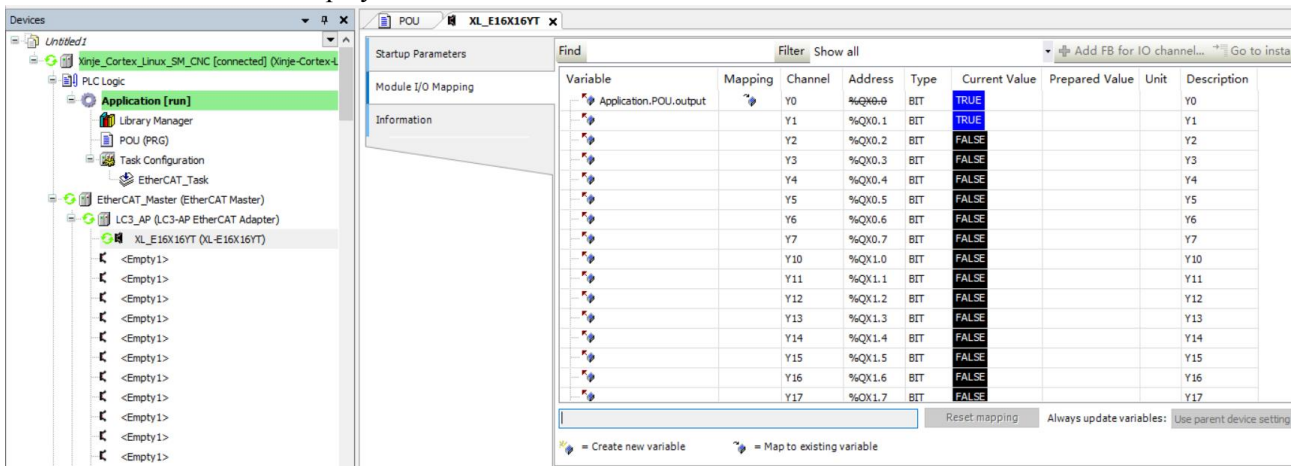 Devices
Untitled1
Xinje_Cortex_Linux_SM_CNC [connected] (Xinje-Cortex-L
PLC Logic
Application [run]
Library Manager
POU (PRG)
Task Configuration
EtherCAT_Task
EtherCAT_Master (EtherCAT Master)
LC3_AP (LC3-AP EtherCAT Adapter)
XL_E16X16YT (XL-E16X16YT)
<Empty1>
<Empty1>
<Empty1>
<Empty1>
<Empty1>
<Empty1>
<Empty1>
<Empty1>
<Empty1>
<Empty1>
<Empty1>
POU XL_E16X16YT
Startup Parameters
Module I/O Mapping
Information
Find Filter Show all Add FB for IO channel... Go to insta
Variable Mapping Channel Address Type Current Value Prepared Value Unit Description
Application.POU.output Y0 %QX0.0 BIT TRUE Y0
Y1 %QX0.1 BIT TRUE Y1
Y2 %QX0.2 BIT FALSE Y2
Y3 %QX0.3 BIT FALSE Y3
Y4 %QX0.4 BIT FALSE Y4
Y5 %QX0.5 BIT FALSE Y5
Y6 %QX0.6 BIT FALSE Y6
Y7 %QX0.7 BIT FALSE Y7
Y10 %QX1.0 BIT FALSE Y10
Y11 %QX1.1 BIT FALSE Y11
Y12 %QX1.2 BIT FALSE Y12
Y13 %QX1.3 BIT FALSE Y13
Y14 %QX1.4 BIT FALSE Y14
Y15 %QX1.5 BIT FALSE Y15
Y16 %QX1.6 BIT FALSE Y16
Y17 %QX1.7 BIT FALSE Y17
Reset mapping Always update variables: Use parent device setting
= Create new variable = Map to existing variable